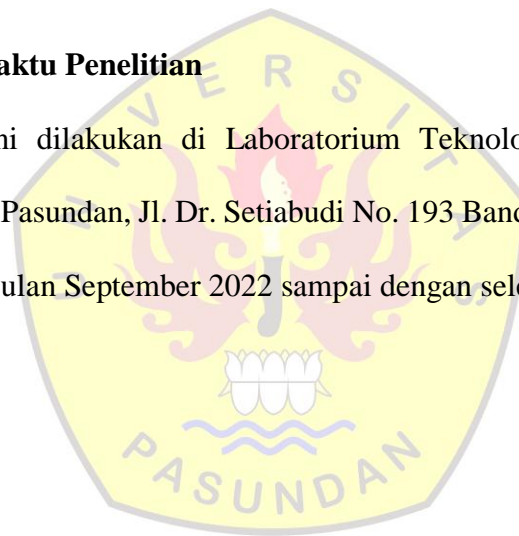 aktu Penelitian
ni dilakukan di Laboratorium Teknolo
Pasundan, Jl. Dr. Setiabudi No. 193 Band
ulan September 2022 sampai dengan sel
UNIVERSITAS
PASUNDAN